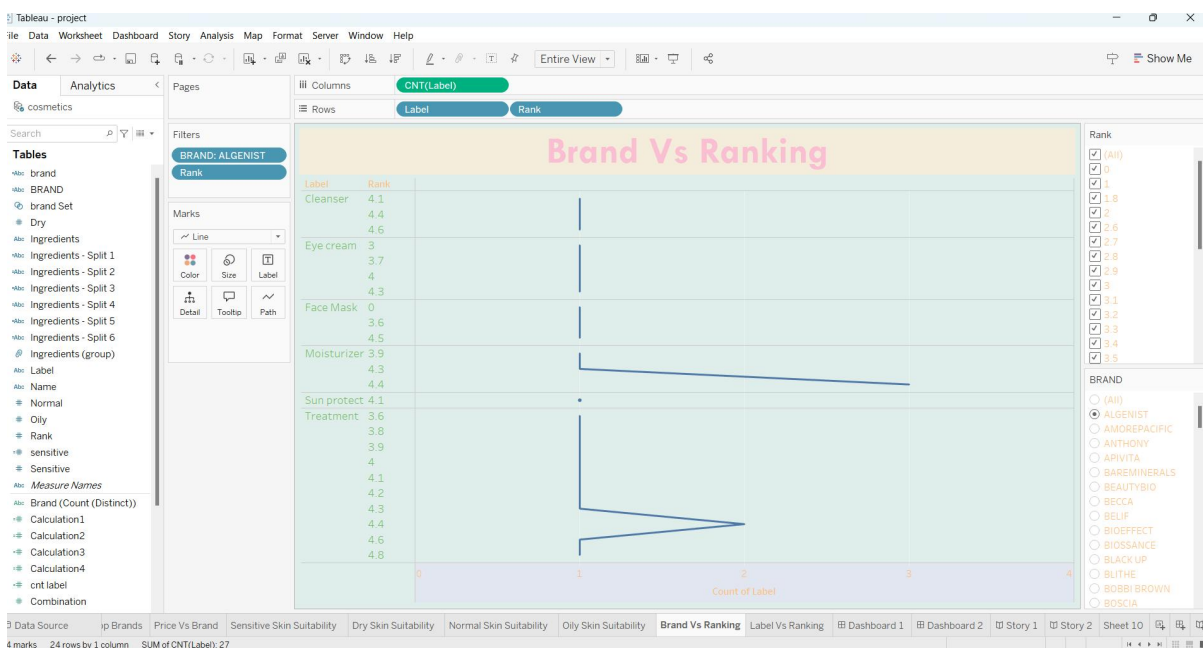 Tableau - project
File Data Worksheet Dashboard Story Analysis Map Format Server Window Help
Entire View
Show Me
Data Analytics
Pages
Columns CNT(Label)
cosmetics
Rows Label Rank
Search
Filters
BRAND: ALGENIST
Rank
Tables
brand
BRAND
brand Set
Dry
Ingredients
Ingredients - Split 1
Ingredients - Split 2
Ingredients - Split 3
Ingredients - Split 4
Ingredients - Split 5
Ingredients - Split 6
Ingredients (group)
Label
Name
Normal
Oily
Rank
sensitive
Sensitive
Measure Names
Brand (Count (Distinct))
Calculation1
Calculation2
Calculation3
Calculation4
cnt label
Combination
Marks
Line
Color Size Label
Detail Tooltip Path
Brand Vs Ranking
Label Rank
Cleanser 4.1
4.4
4.6
Eye cream 3
3.7
4
4.3
Face Mask 0
3.6
4.5
Moisturizer 3.9
4.3
4.4
Sun protect 4.1
Treatment 3.6
3.8
3.9
4
4.1
4.2
4.3
4.4
4.6
4.8
0 1 2 3 4
Count of Label
Rank
(All)
0
1
1.8
2
2.6
2.7
2.8
2.9
3
3.1
3.2
3.3
3.4
3.5
BRAND
(All)
ALGENIST
AMOREPACIFIC
ANTHONY
APIVITA
BAREMINERALS
BEAUTYBIO
BECCA
BELIF
BIOEFFECT
BIOSSANCE
BLACK UP
BLITHE
BOBBI BROWN
BOSCIA
Data Source op Brands Price Vs Brand Sensitive Skin Suitability Dry Skin Suitability Normal Skin Suitability Oily Skin Suitability Brand Vs Ranking Label Vs Ranking Dashboard 1 Dashboard 2 Story 1 Story 2 Sheet 10
4 marks 24 rows by 1 column SUM of CNT(Label): 27